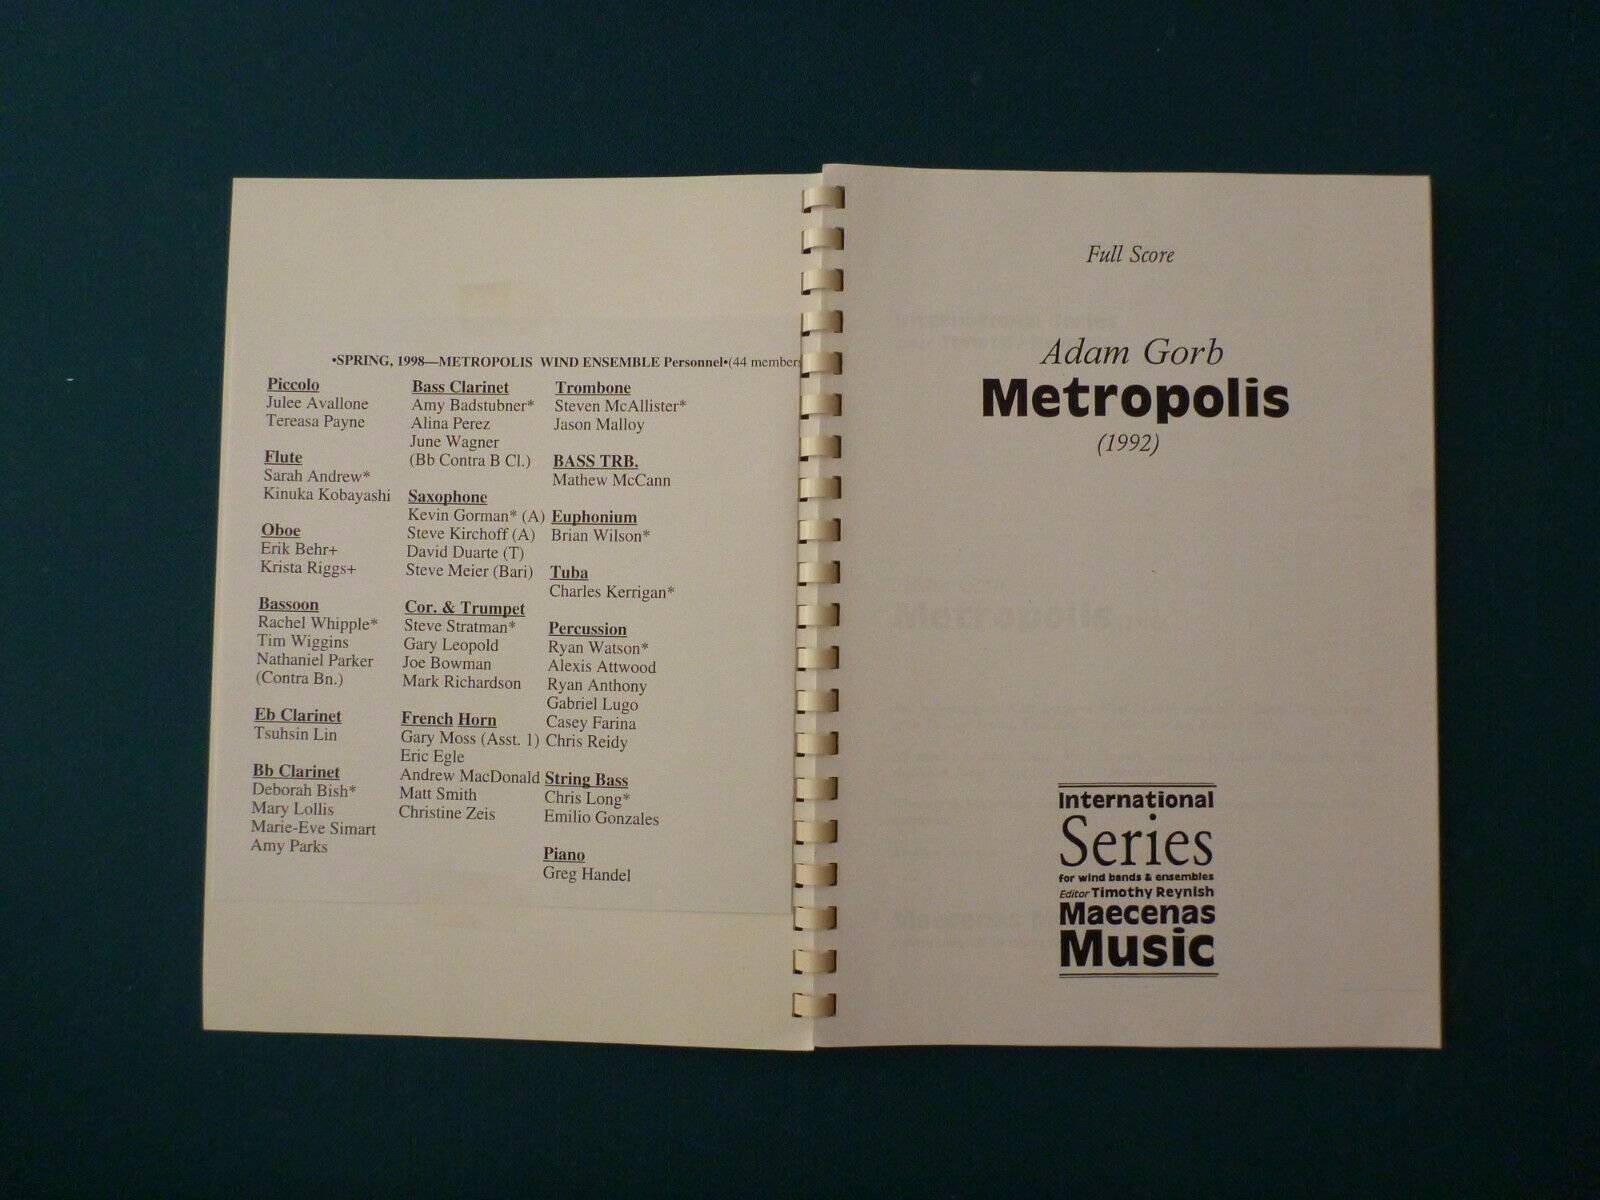 •SPRING, 1998—METROPOLIS WIND ENSEMBLE Personnel•(44 members
Piccolo
Julee Avallone
Tereasa Payne
Flute
Sarah Andrew*
Kinuka Kobayashi
Oboe
Erik Behr+
Krista Riggs+
Bassoon
Rachel Whipple*
Tim Wiggins
Nathaniel Parker
(Contra Bn.)
Eb Clarinet
Tsuhsin Lin
Bb Clarinet
Deborah Bish*
Mary Lollis
Marie-Eve Simart
Amy Parks
Bass Clarinet
Amy Badstubner*
Alina Perez
June Wagner
(Bb Contra B Cl.)
Saxophone
Kevin Gorman* (A)
Steve Kirchoff (A)
David Duarte (T)
Steve Meier (Bari)
Cor. & Trumpet
Steve Stratman*
Gary Leopold
Joe Bowman
Mark Richardson
French Horn
Gary Moss (Asst. 1)
Eric Egle
Andrew MacDonald
Matt Smith
Christine Zeis
Trombone
Steven McAllister*
Jason Malloy
BASS TRB.
Mathew McCann
Euphonium
Brian Wilson*
Tuba
Charles Kerrigan*
Percussion
Ryan Watson*
Alexis Attwood
Ryan Anthony
Gabriel Lugo
Casey Farina
Chris Reidy
String Bass
Chris Long*
Emilio Gonzales
Piano
Greg Handel
Full Score
Adam Gorb
Metropolis
(1992)
International
Series
for wind bands & ensembles
Editor Timothy Reynish
Maecenas
Music